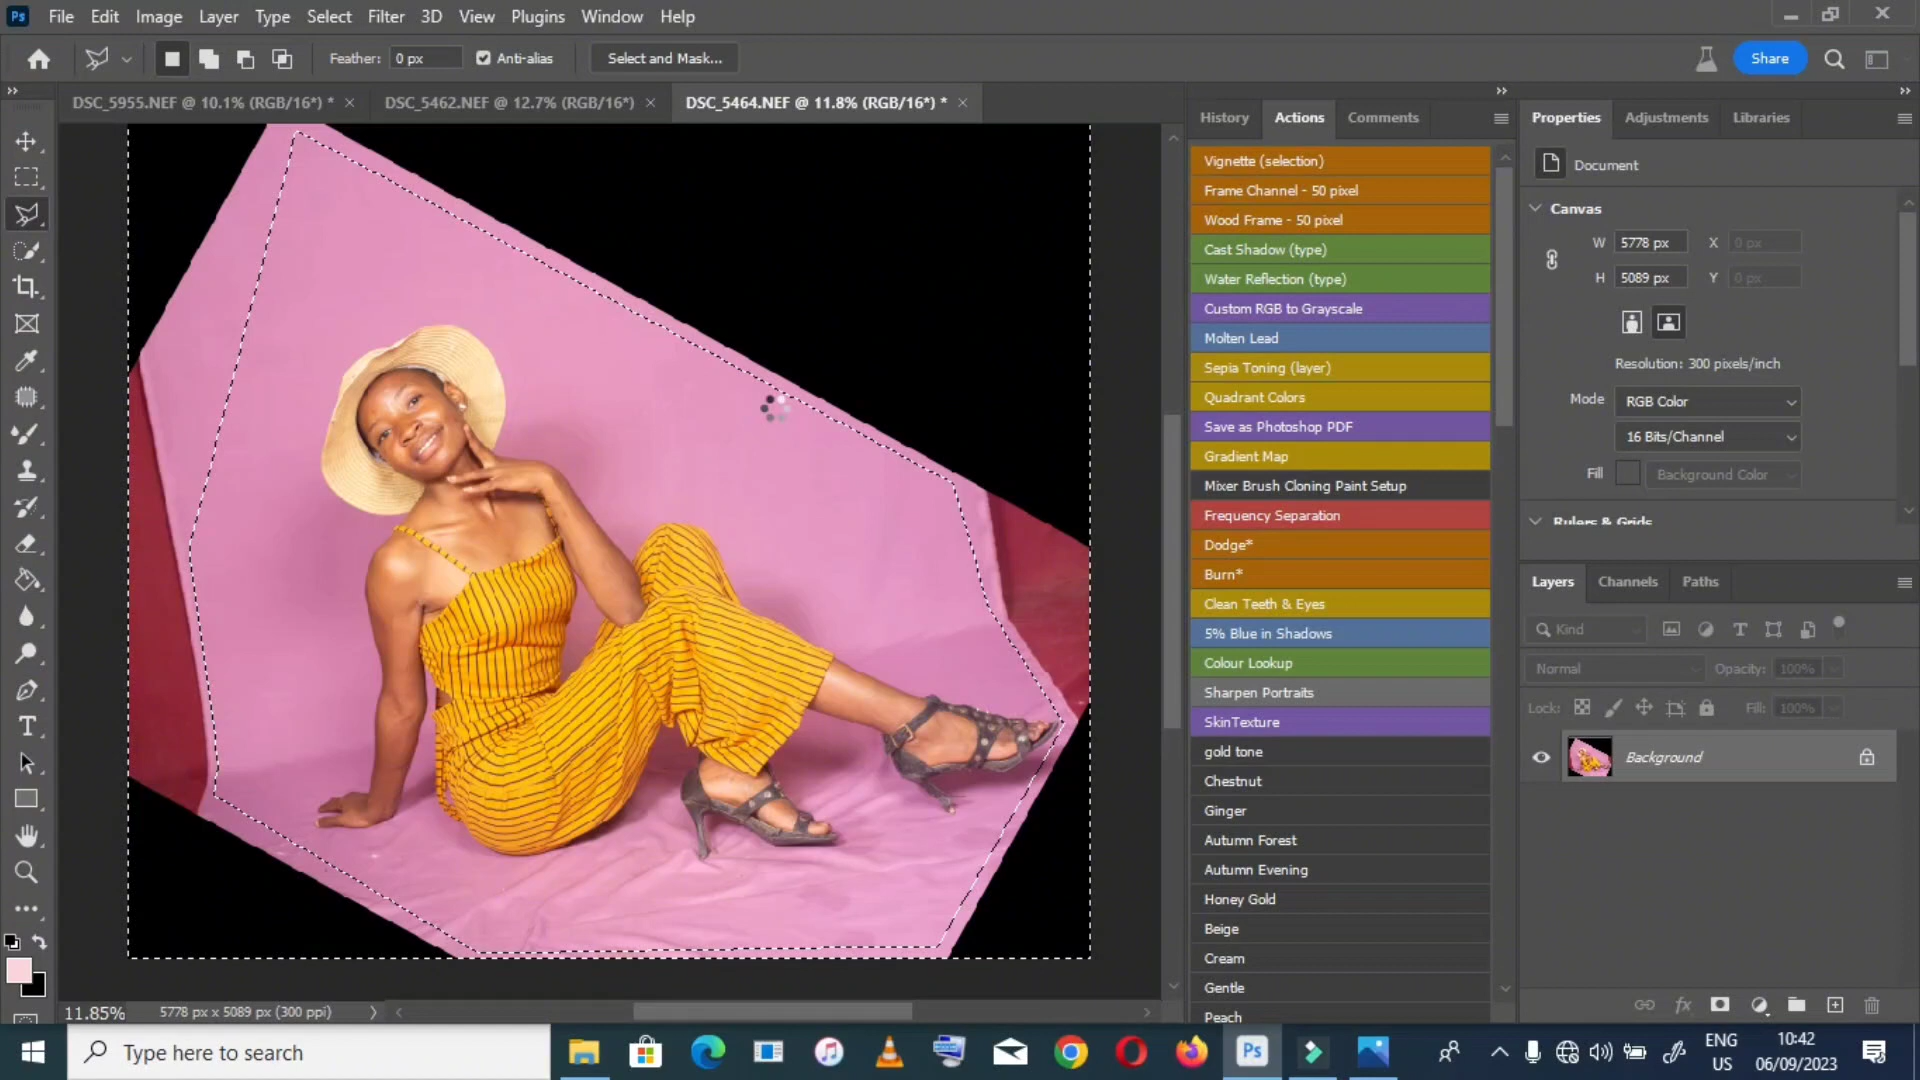 Ps File Edit Image Layer Type Select Filter 3D View Plugins Window Help
Feather: 0 px Anti-alias Select and Mask... Share
DSC_5955.NEF @ 10.1% (RGB/16*) * DSC_5462.NEF @ 12.7% (RGB/16*) DSC_5464.NEF @ 11.8% (RGB/16*) *
History Actions Comments
Vignette (selection)
Frame Channel - 50 pixel
Wood Frame - 50 pixel
Cast Shadow (type)
Water Reflection (type)
Custom RGB to Grayscale
Molten Lead
Sepia Toning (layer)
Quadrant Colors
Save as Photoshop PDF
Gradient Map
Mixer Brush Cloning Paint Setup
Frequency Separation
Dodge*
Burn*
Clean Teeth & Eyes
5% Blue in Shadows
Colour Lookup
Sharpen Portraits
SkinTexture
gold tone
Chestnut
Ginger
Autumn Forest
Autumn Evening
Honey Gold
Beige
Cream
Gentle
Peach
Properties Adjustments Libraries
Document
Canvas
W 5778 px X 0 px
H 5089 px Y 0 px
Resolution: 300 pixels/inch
Mode RGB Color
16 Bits/Channel
Fill Background Color
Rulers & Grids
Layers Channels Paths
Kind
Normal Opacity: 100%
Lock: Fill: 100%
Background
11.85% 5778 px x 5089 px (300 ppi)
Type here to search
Ps
ENG
US
10:42
06/09/2023